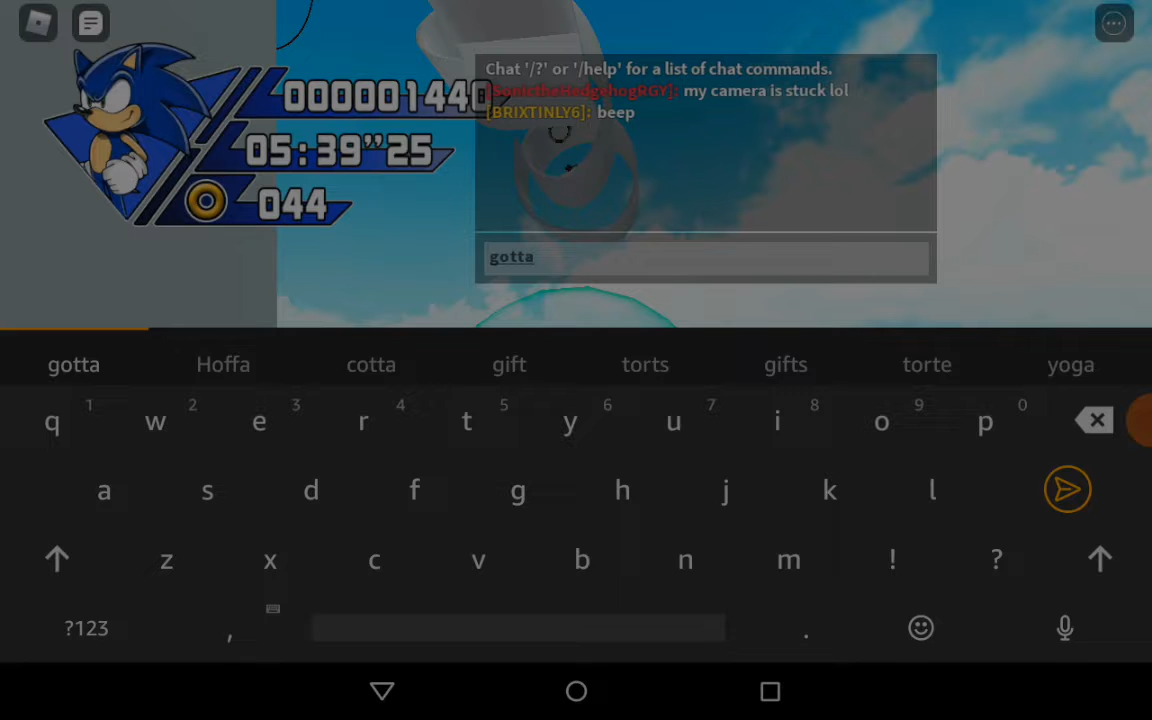 Chat '/?' or '/help' for a list of chat commands.
000001440
[SonictheHedgehogRGY]: my camera is stuck lol
[BRIXTINLY6]: beep
05:39"25
044
gotta
gotta Hoffa cotta gift torts gifts torte yoga
1 2 3 4 5 6 7 8 9 0
q w e r t y u i o p
a s d f g h j k l
z x c v b n m ! ?
?123 , .